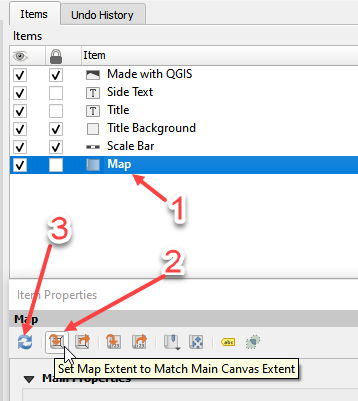 Items Undo History
Items
Item
Made with QGIS
T Side Text
T Title
Title Background
Scale Bar
Map
1
3
2
Item Properties
Map
abc
Set Map Extent to Match Main Canvas Extent
Main Properties